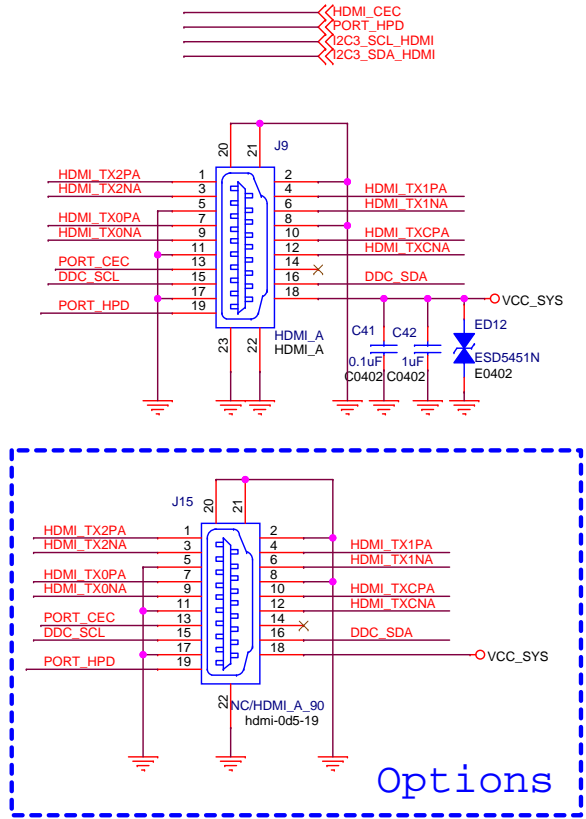 HDMI_CEC
PORT_HPD
I2C3_SCL_HDMI
I2C3_SDA_HDMI
20
21
J9
HDMI_TX2PA 1 2
HDMI_TX2NA 3 4 HDMI_TX1PA
5 6 HDMI_TX1NA
HDMI_TX0PA 7 8
HDMI_TX0NA 9 10 HDMI_TXCPA
11 12 HDMI_TXCNA
PORT_CEC 13 14
DDC_SCL 15 16 DDC_SDA
17 18 VCC_SYS
PORT_HPD 19
23
22
HDMI_A
HDMI_A
C41 C42 ED12
0.1uF 1uF ESD5451N
C0402 C0402 E0402
J15
20
21
HDMI_TX2PA 1 2
HDMI_TX2NA 3 4 HDMI_TX1PA
5 6 HDMI_TX1NA
HDMI_TX0PA 7 8
HDMI_TX0NA 9 10 HDMI_TXCPA
11 12 HDMI_TXCNA
PORT_CEC 13 14
DDC_SCL 15 16 DDC_SDA
17 18 VCC_SYS
PORT_HPD 19
22
NC/HDMI_A_90
hdmi-0d5-19
Options